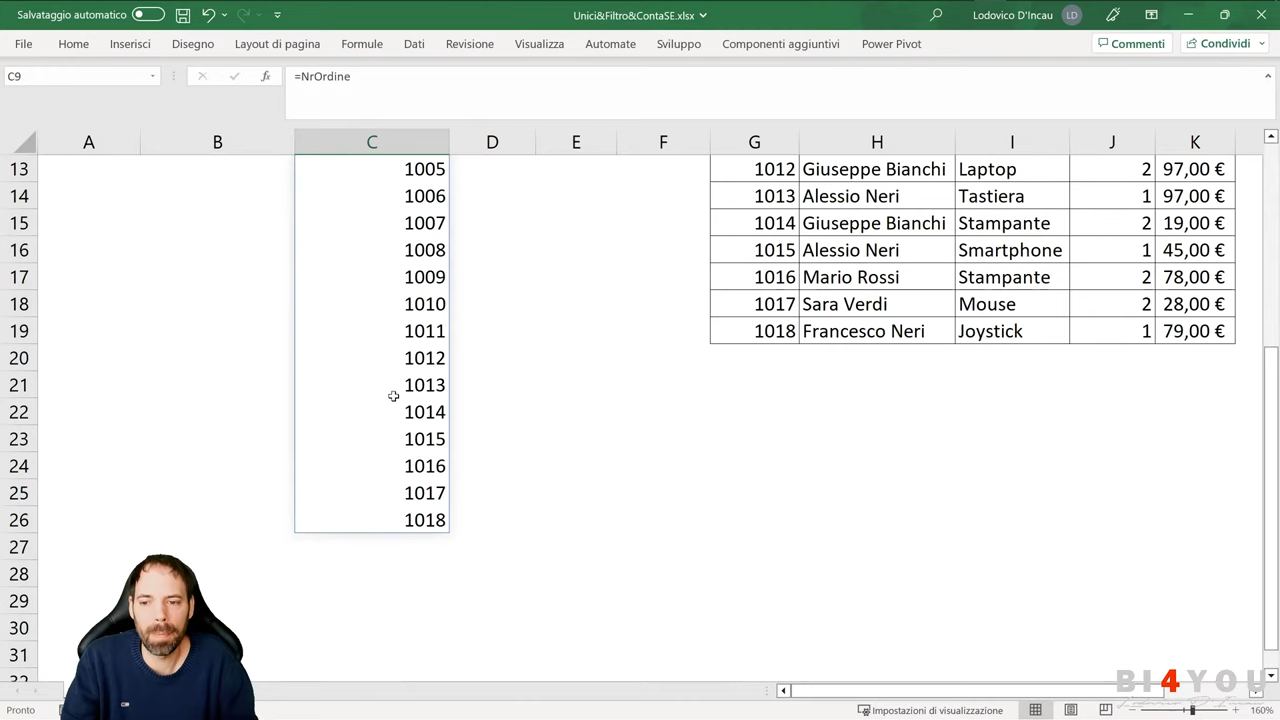 Salvataggio automatico
Unici&Filtro&ContaSE.xlsx
Lodovico D'Incau
LD
File Home Inserisci Disegno Layout di pagina Formule Dati Revisione Visualizza Automate Sviluppo Componenti aggiuntivi Power Pivot Commenti Condividi
C9 fx =NrOrdine
A B C D E F G H I J K
13 1005 1012 Giuseppe Bianchi Laptop 2 97,00 €
14 1006 1013 Alessio Neri Tastiera 1 97,00 €
15 1007 1014 Giuseppe Bianchi Stampante 2 19,00 €
16 1008 1015 Alessio Neri Smartphone 1 45,00 €
17 1009 1016 Mario Rossi Stampante 2 78,00 €
18 1010 1017 Sara Verdi Mouse 2 28,00 €
19 1011 1018 Francesco Neri Joystick 1 79,00 €
20 1012
21 1013
22 1014
23 1015
24 1016
25 1017
26 1018
27
28
29
30
31
BI4YOU
Pronto
Impostazioni di visualizzazione
160%